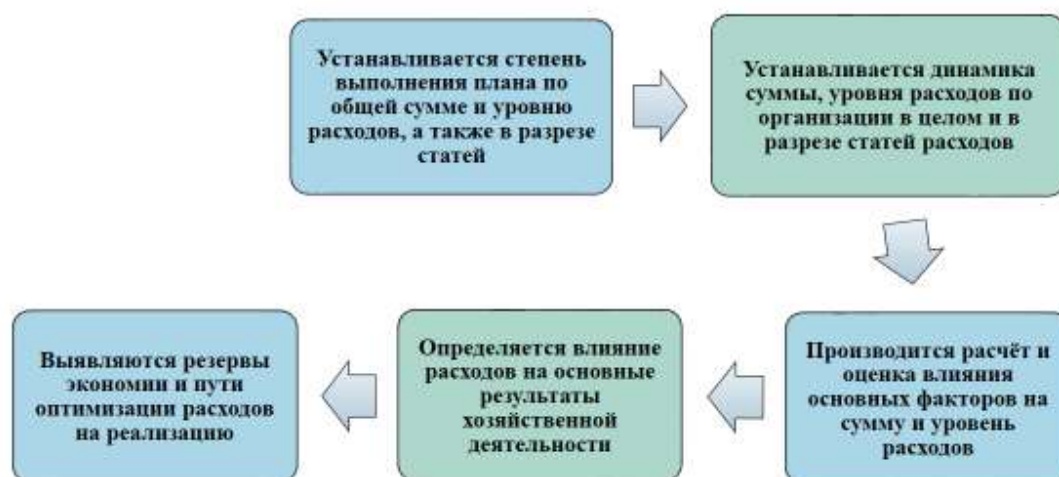 Устанавливается степень
выполнения плана по
общей сумме и уровню
расходов, а также в разрезе
статей
Устанавливается динамика
суммы, уровня расходов по
организации в целом и в
разрезе статей расходов
Производится расчёт и
оценка влияния
основных факторов на
сумму и уровень
расходов
Определяется влияние
расходов на основные
результаты
хозяйственной
деятельности
Выявляются резервы
экономии и пути
оптимизации расходов
на реализацию